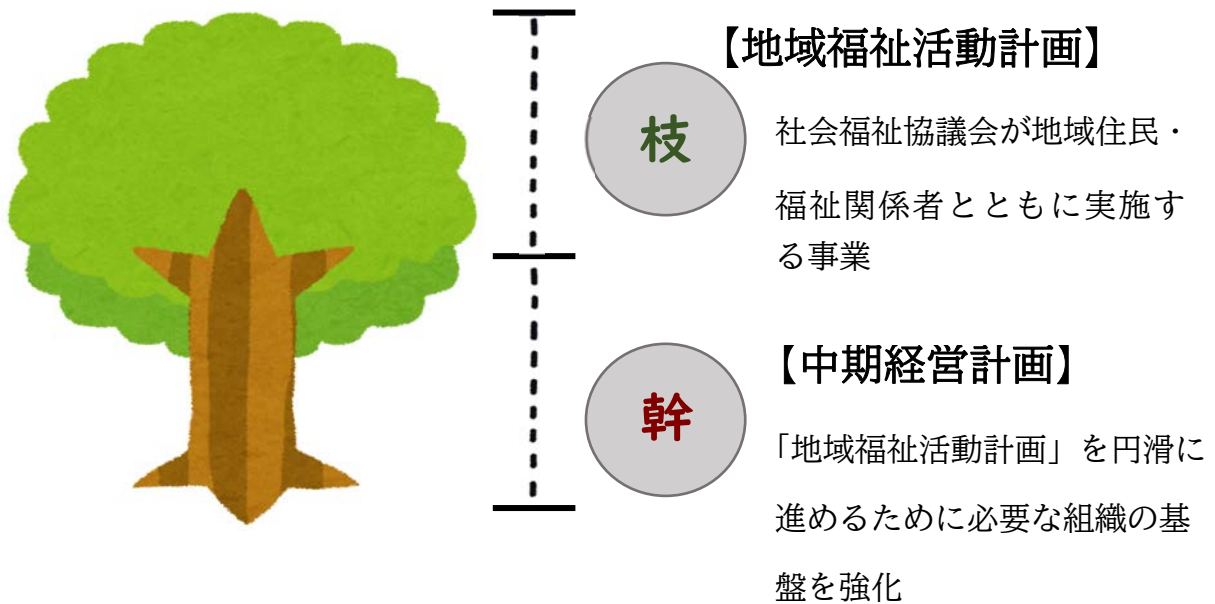 【地域福祉活動計画】
枝
社会福祉協議会が地域住民・
福祉関係者とともに実施す
る事業
【中期経営計画】
幹
「地域福祉活動計画」を円滑に
進めるために必要な組織の基
盤を強化